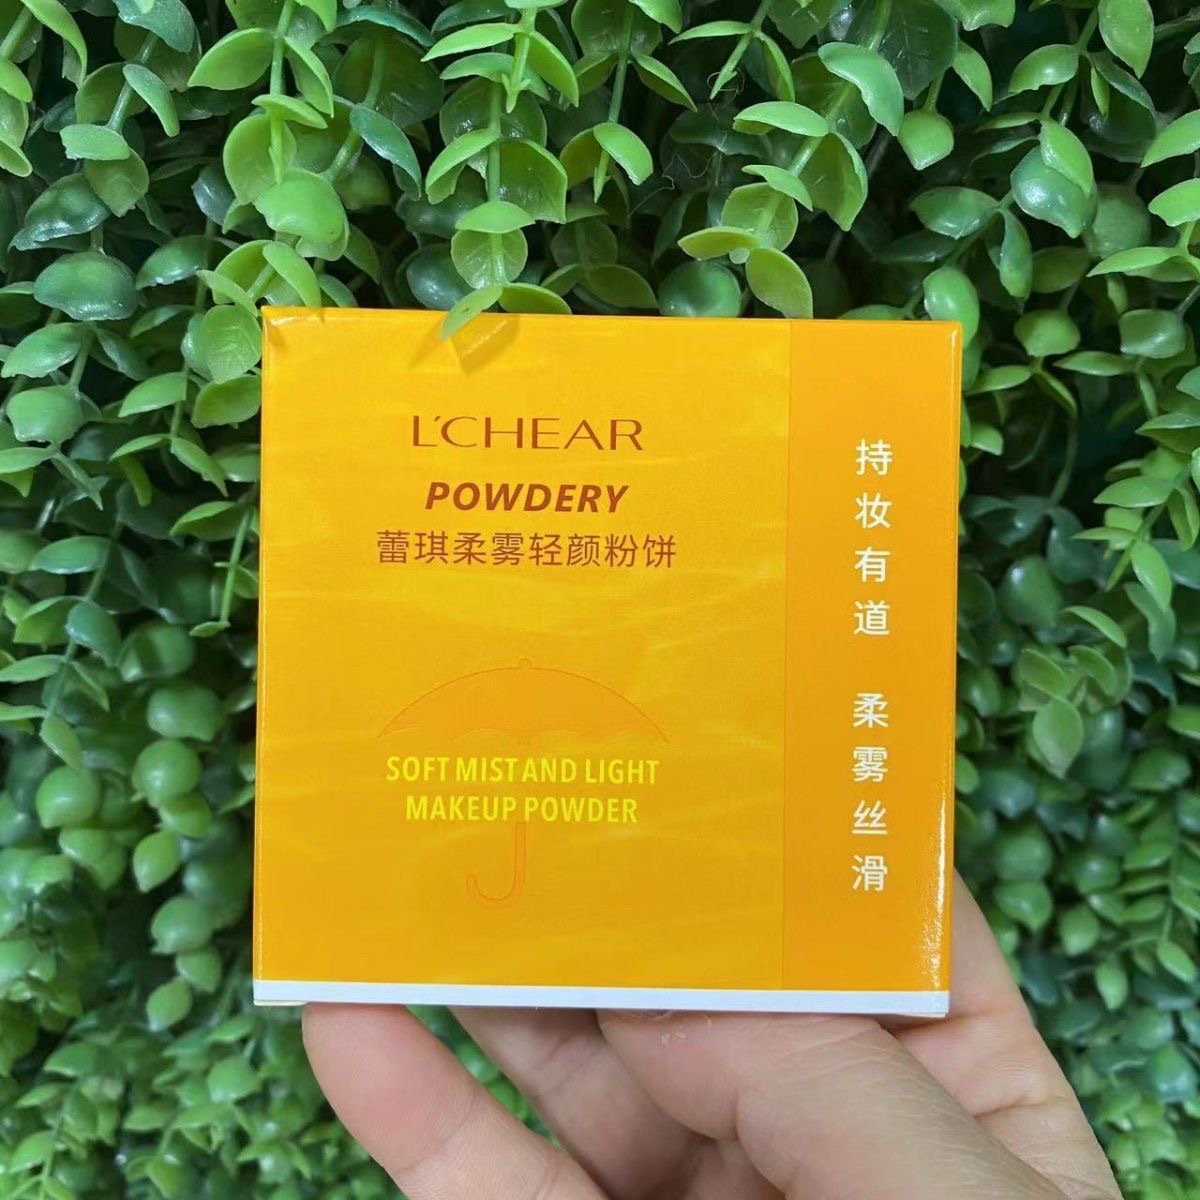 L'CHEAR
POWDERY
蕾琪柔雾轻颜粉饼
SOFT MIST AND LIGHT
MAKEUP POWDER
持妆有道 柔雾丝滑